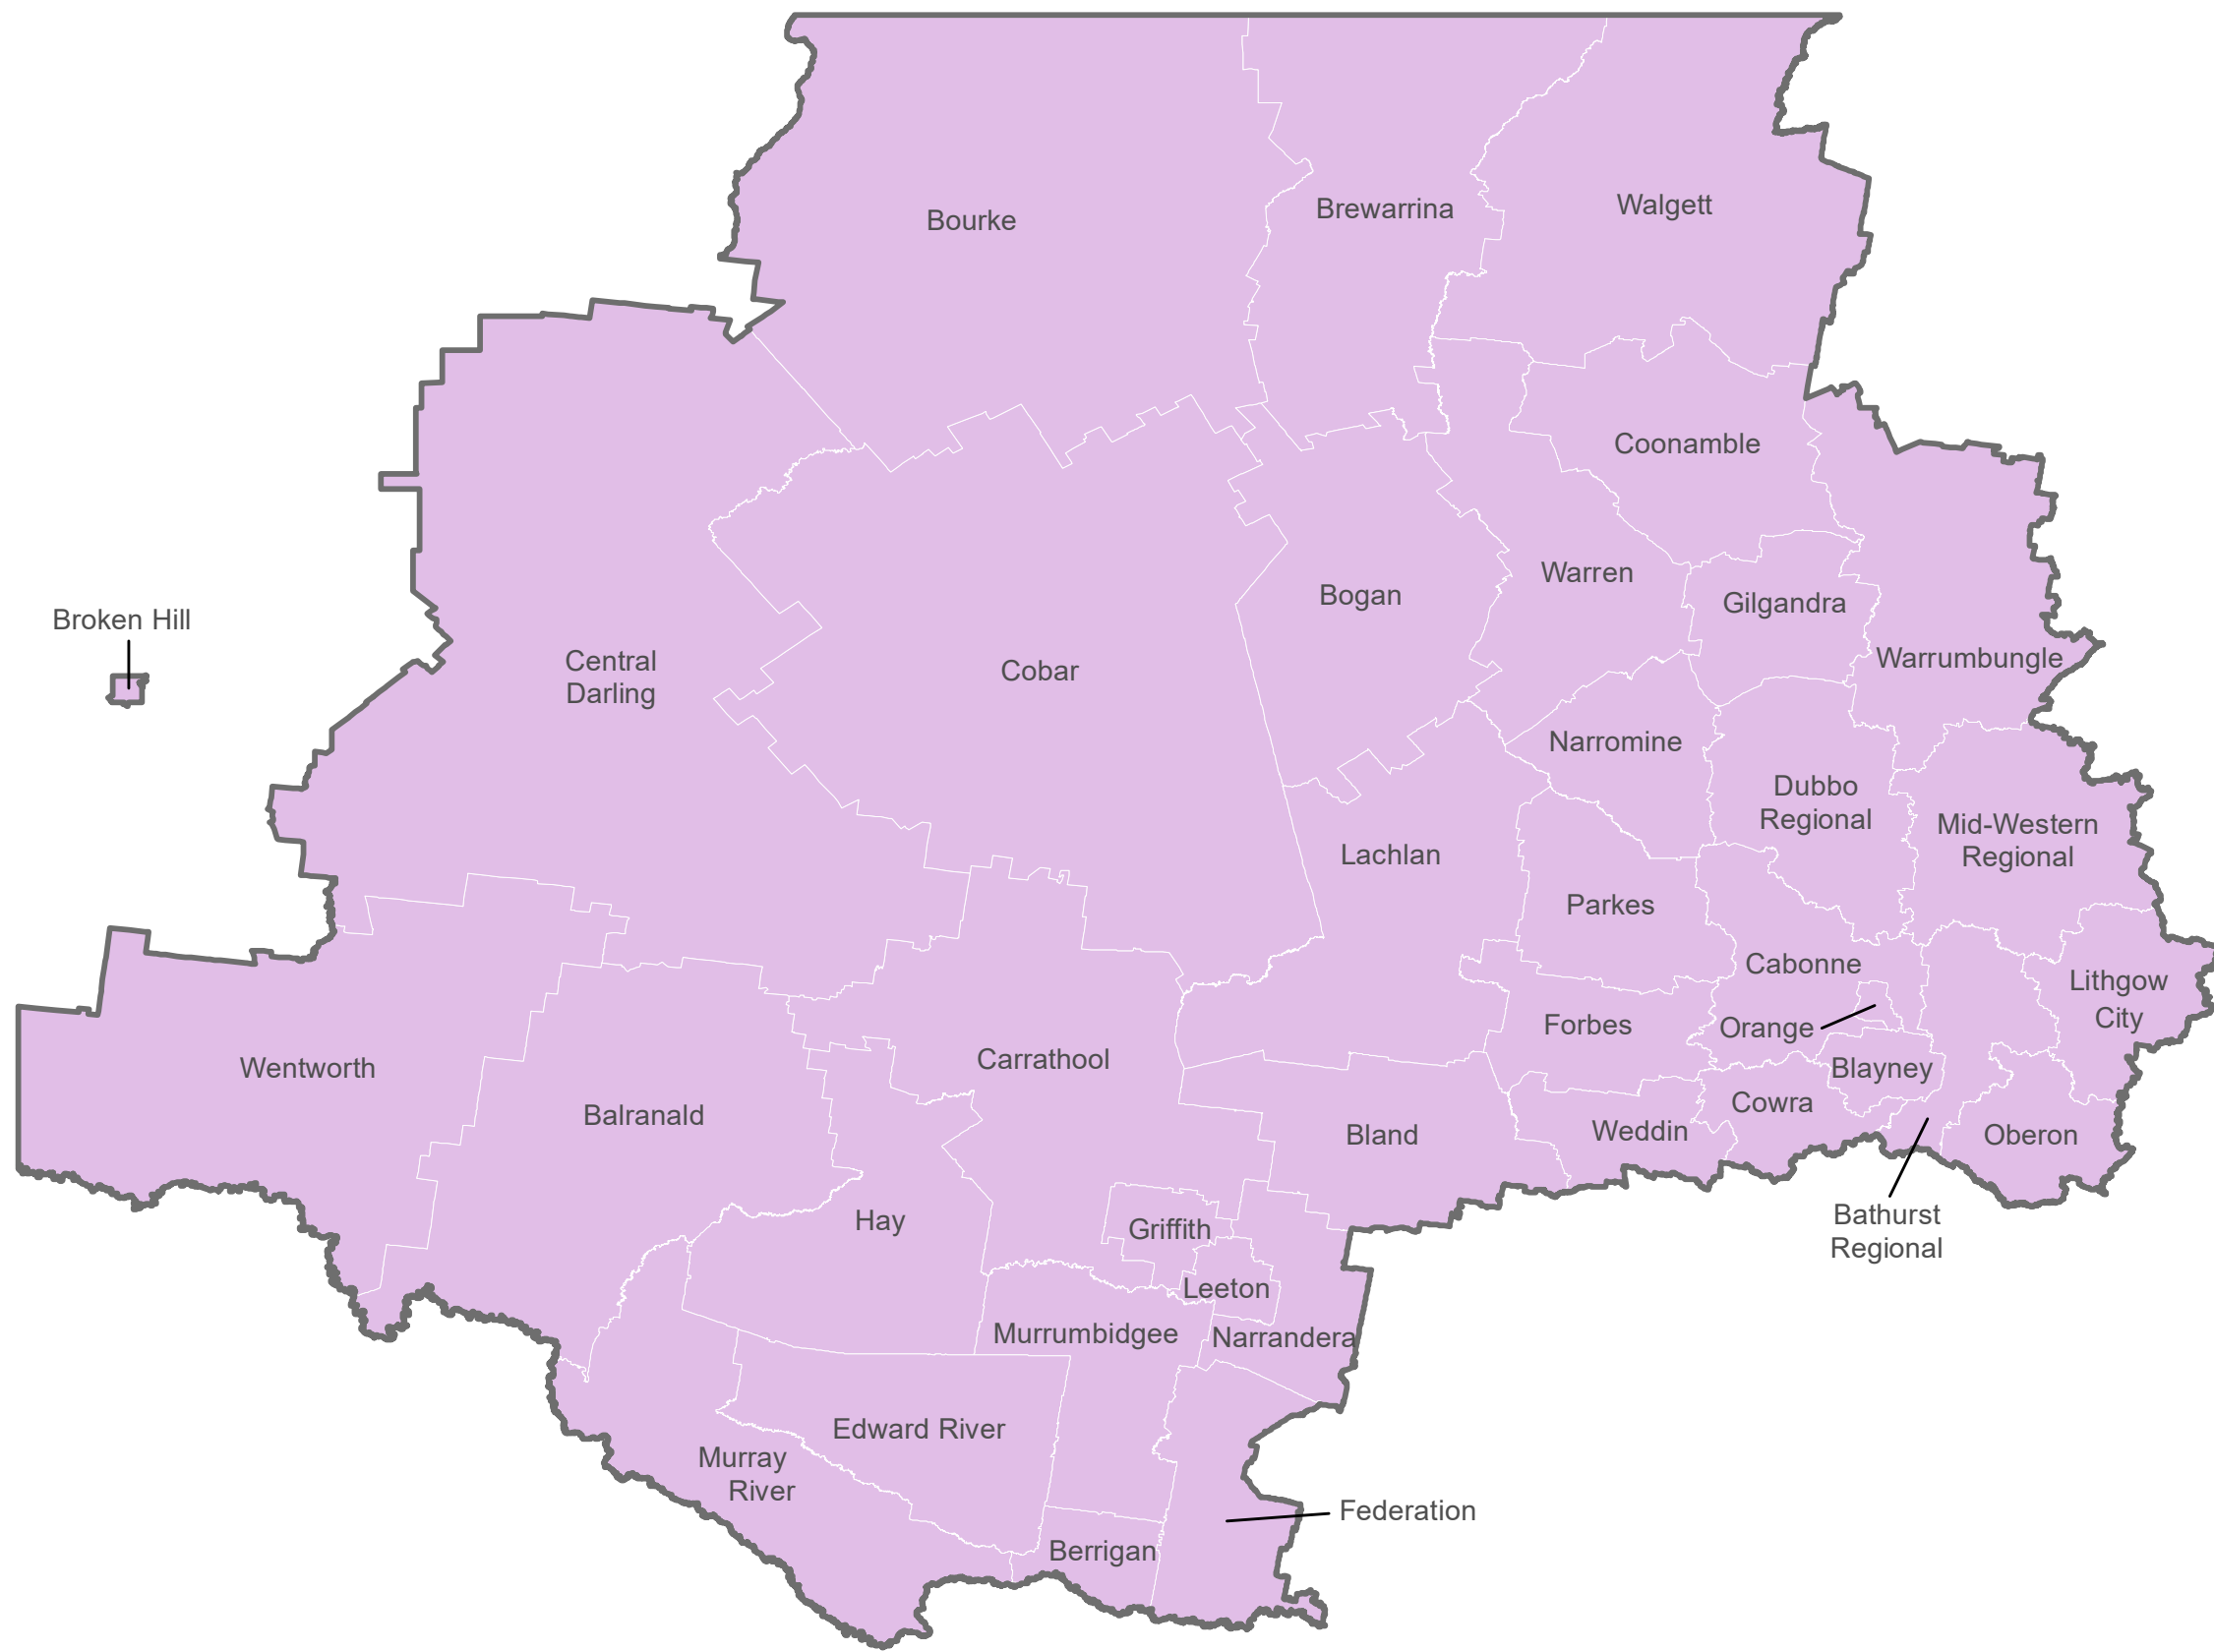 Bourke
Brewarrina
Walgett
Coonamble
Warren
Bogan
Gilgandra
Broken Hill
Central
Darling
Cobar
Warrumbungle
Narromine
Dubbo
Regional
Mid-Western
Regional
Lachlan
Parkes
Cabonne
Lithgow
City
Forbes
Orange
Wentworth
Carrathool
Blayney
Balranald
Cowra
Bland
Weddin
Oberon
Hay
Griffith
Bathurst
Regional
Leeton
Murrumbidgee
Narrandera
Edward River
Murray
River
Federation
Berrigan